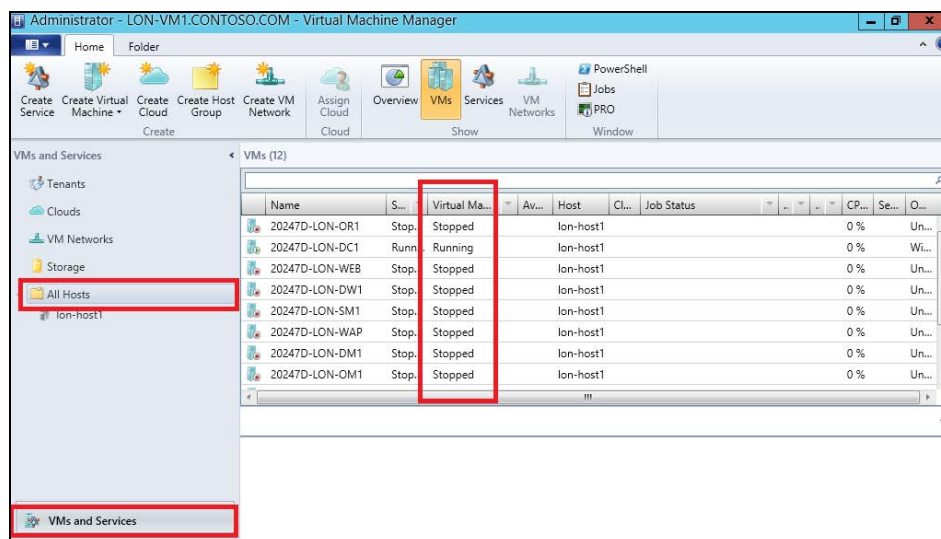 Administrator - LON-VM1.CONTOSO.COM - Virtual Machine Manager
Home Folder
Create Service
Create Virtual Machine
Create Cloud
Create Host Group
Create VM Network
Assign Cloud
Overview
VMs
Services
VM Networks
PowerShell
Jobs
PRO
Create Cloud Show Window
VMs and Services
VMs (12)
Tenants
Clouds
VM Networks
Storage
All Hosts
lon-host1
Name S... Virtual Ma... Av... Host Cl... Job Status .. .. CP... Se... O...
20247D-LON-OR1 Stop.. Stopped lon-host1 0 % Un...
20247D-LON-DC1 Runn.. Running lon-host1 0 % Wi...
20247D-LON-WEB Stop.. Stopped lon-host1 0 % Un...
20247D-LON-DW1 Stop.. Stopped lon-host1 0 % Un...
20247D-LON-SM1 Stop.. Stopped lon-host1 0 % Un...
20247D-LON-WAP Stop.. Stopped lon-host1 0 % Un...
20247D-LON-DM1 Stop.. Stopped lon-host1 0 % Un...
20247D-LON-OM1 Stop.. Stopped lon-host1 0 % Un...
VMs and Services